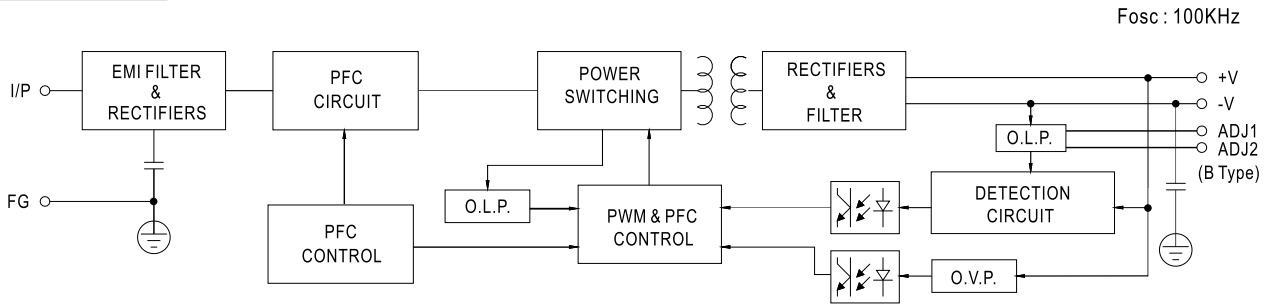 Fosc : 100KHz
I/P
EMI FILTER
&
RECTIFIERS
PFC
CIRCUIT
POWER
SWITCHING
RECTIFIERS
&
FILTER
+V
-V
O.L.P.
ADJ1
ADJ2
(B Type)
FG
PFC
CONTROL
O.L.P.
PWM & PFC
CONTROL
DETECTION
CIRCUIT
O.V.P.